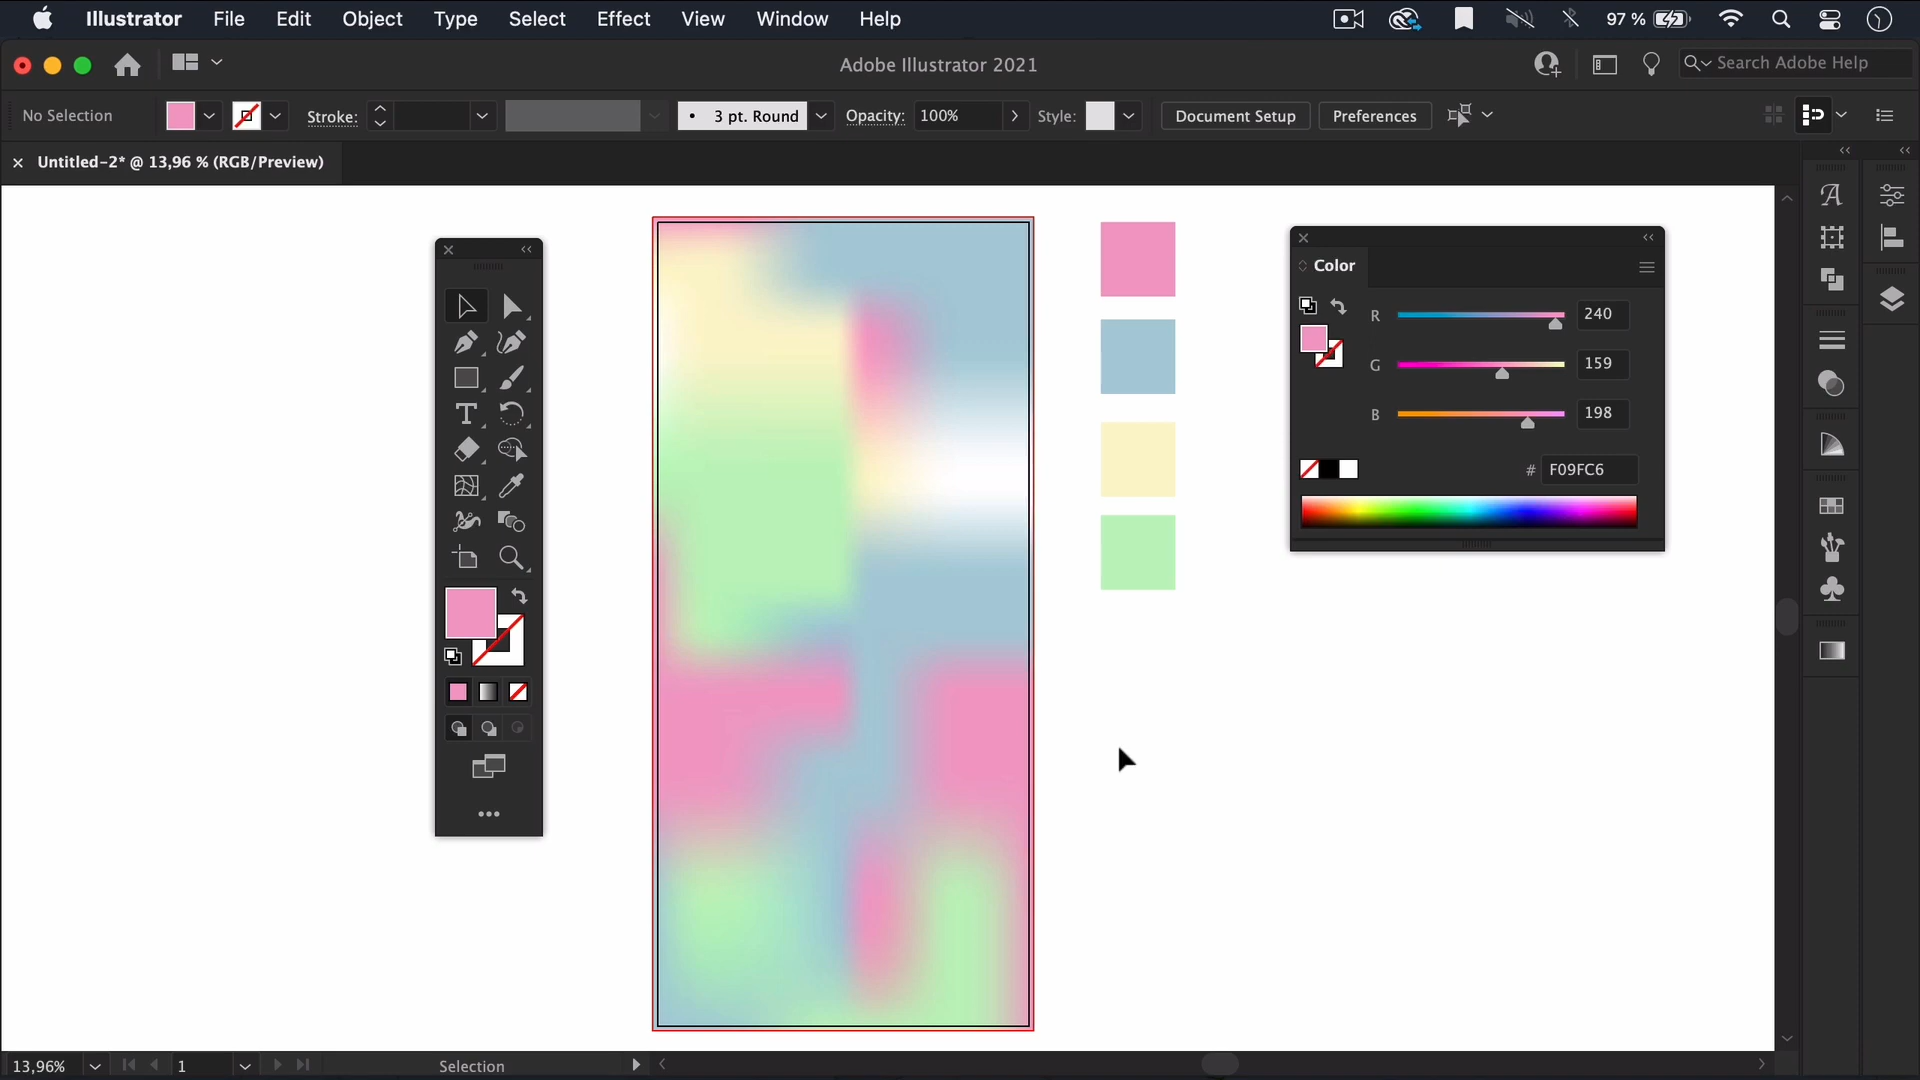 Illustrator File Edit Object Type Select Effect View Window Help 97 %
Adobe Illustrator 2021 Search Adobe Help
No Selection Stroke: 3 pt. Round Opacity: 100% Style: Document Setup Preferences
Untitled-2* @ 13,96 % (RGB/Preview)
Color
R 240
G 159
B 198
# F09FC6
13,96% 1 Selection